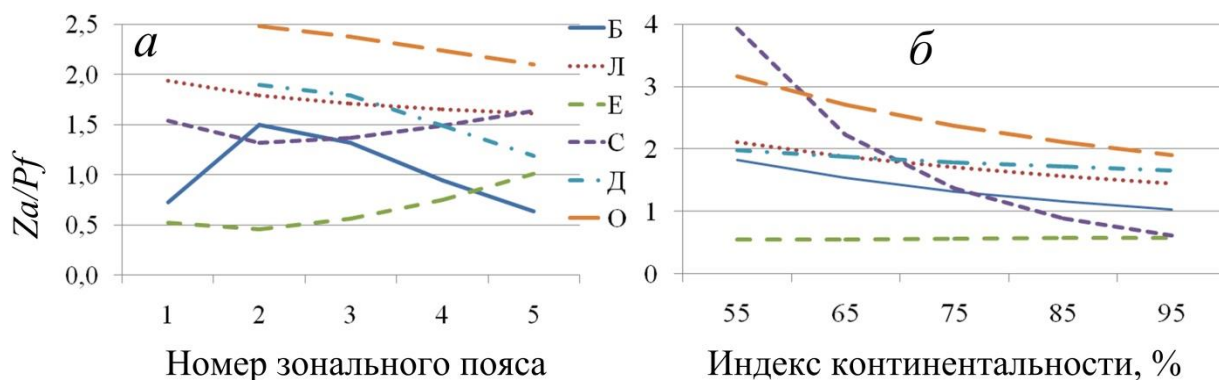 а
2,5
2,0
1,5
1,0
0,5
0,0
Za/Pf
1 2 3 4 5
Номер зонального пояса
Б
Л
Е
С
Д
О
б
4
3
2
1
0
55 65 75 85 95
Индекс континентальности, %